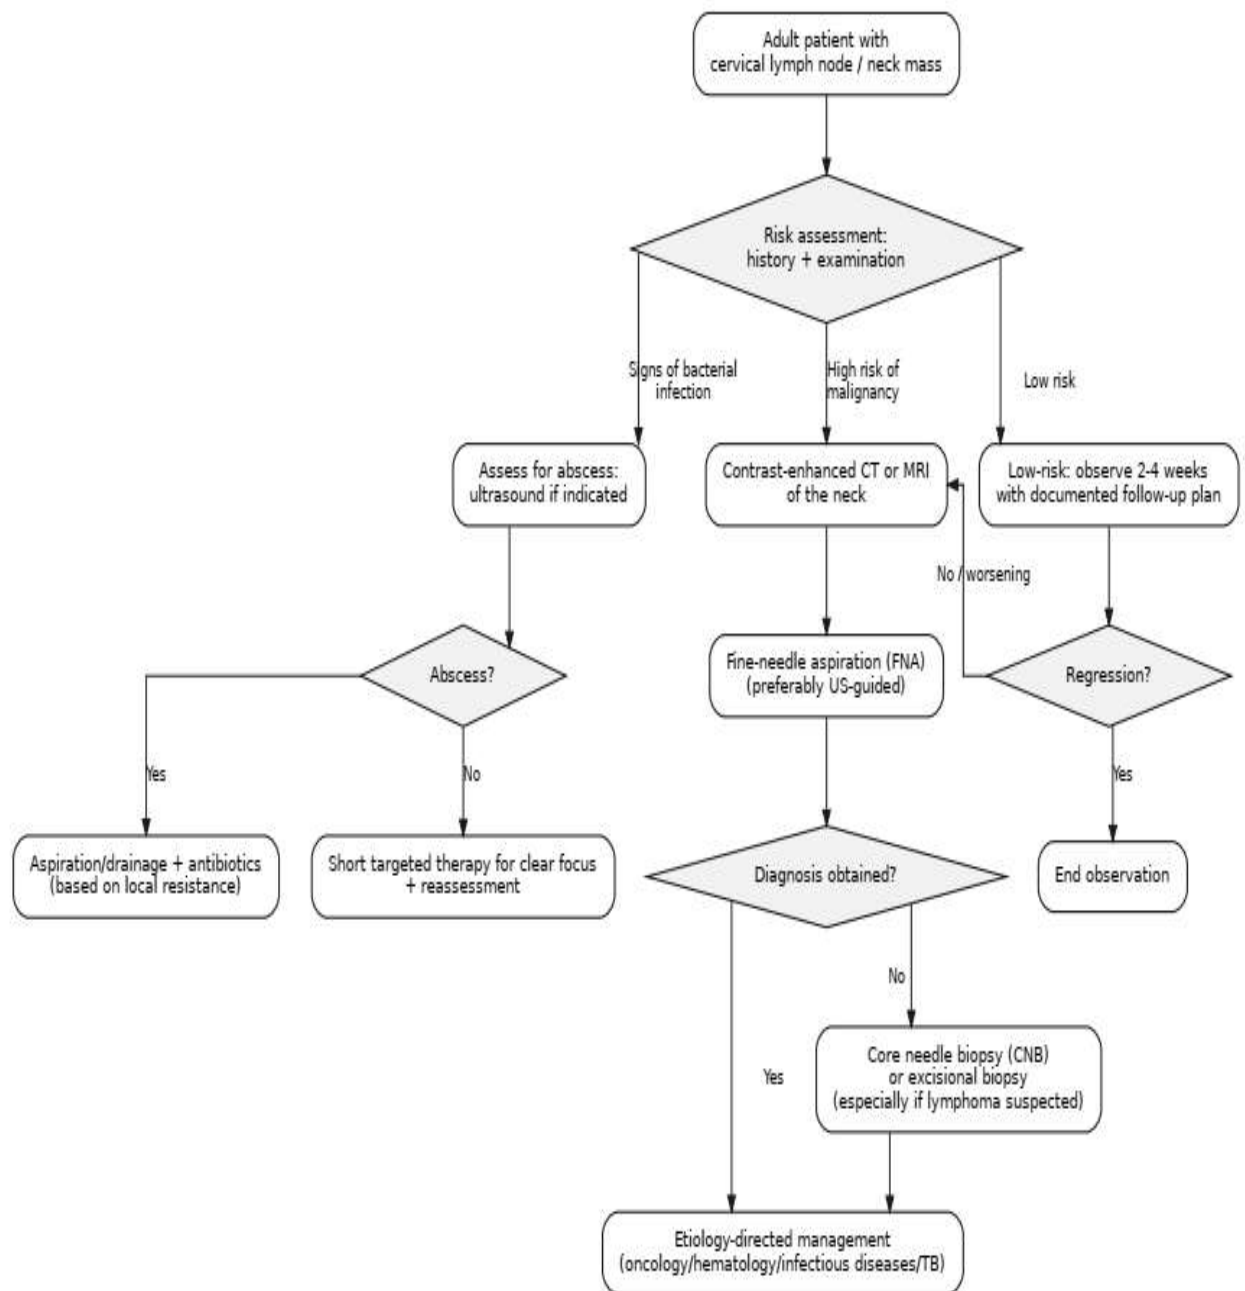 Adult patient with
cervical lymph node / neck mass
Risk assessment:
history + examination
Signs of bacterial
infection
High risk of
malignancy
Low risk
Assess for abscess:
ultrasound if indicated
Contrast-enhanced CT or MRI
of the neck
Low-risk: observe 2-4 weeks
with documented follow-up plan
No / worsening
Abscess?
Fine-needle aspiration (FNA)
(preferably US-guided)
Regression?
Yes
No
Yes
Aspiration/drainage + antibiotics
(based on local resistance)
Short targeted therapy for clear focus
+ reassessment
Diagnosis obtained?
End observation
No
Core needle biopsy (CNB)
or excisional biopsy
(especially if lymphoma suspected)
Yes
Etiology-directed management
(oncology/hematology/infectious diseases/TB)